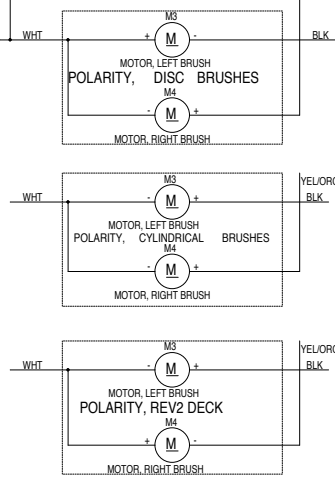 M3
WHT + M - BLK
MOTOR, LEFT BRUSH
POLARITY, DISC BRUSHES
M4
- M +
MOTOR, RIGHT BRUSH
M3 YEL/ORG
WHT - M + BLK
MOTOR, LEFT BRUSH
POLARITY, CYLINDRICAL BRUSHES
M4
- M +
MOTOR, RIGHT BRUSH
M3 YEL/ORG
WHT - M + BLK
MOTOR, LEFT BRUSH
POLARITY, REV2 DECK
M4
+ M -
MOTOR, RIGHT BRUSH